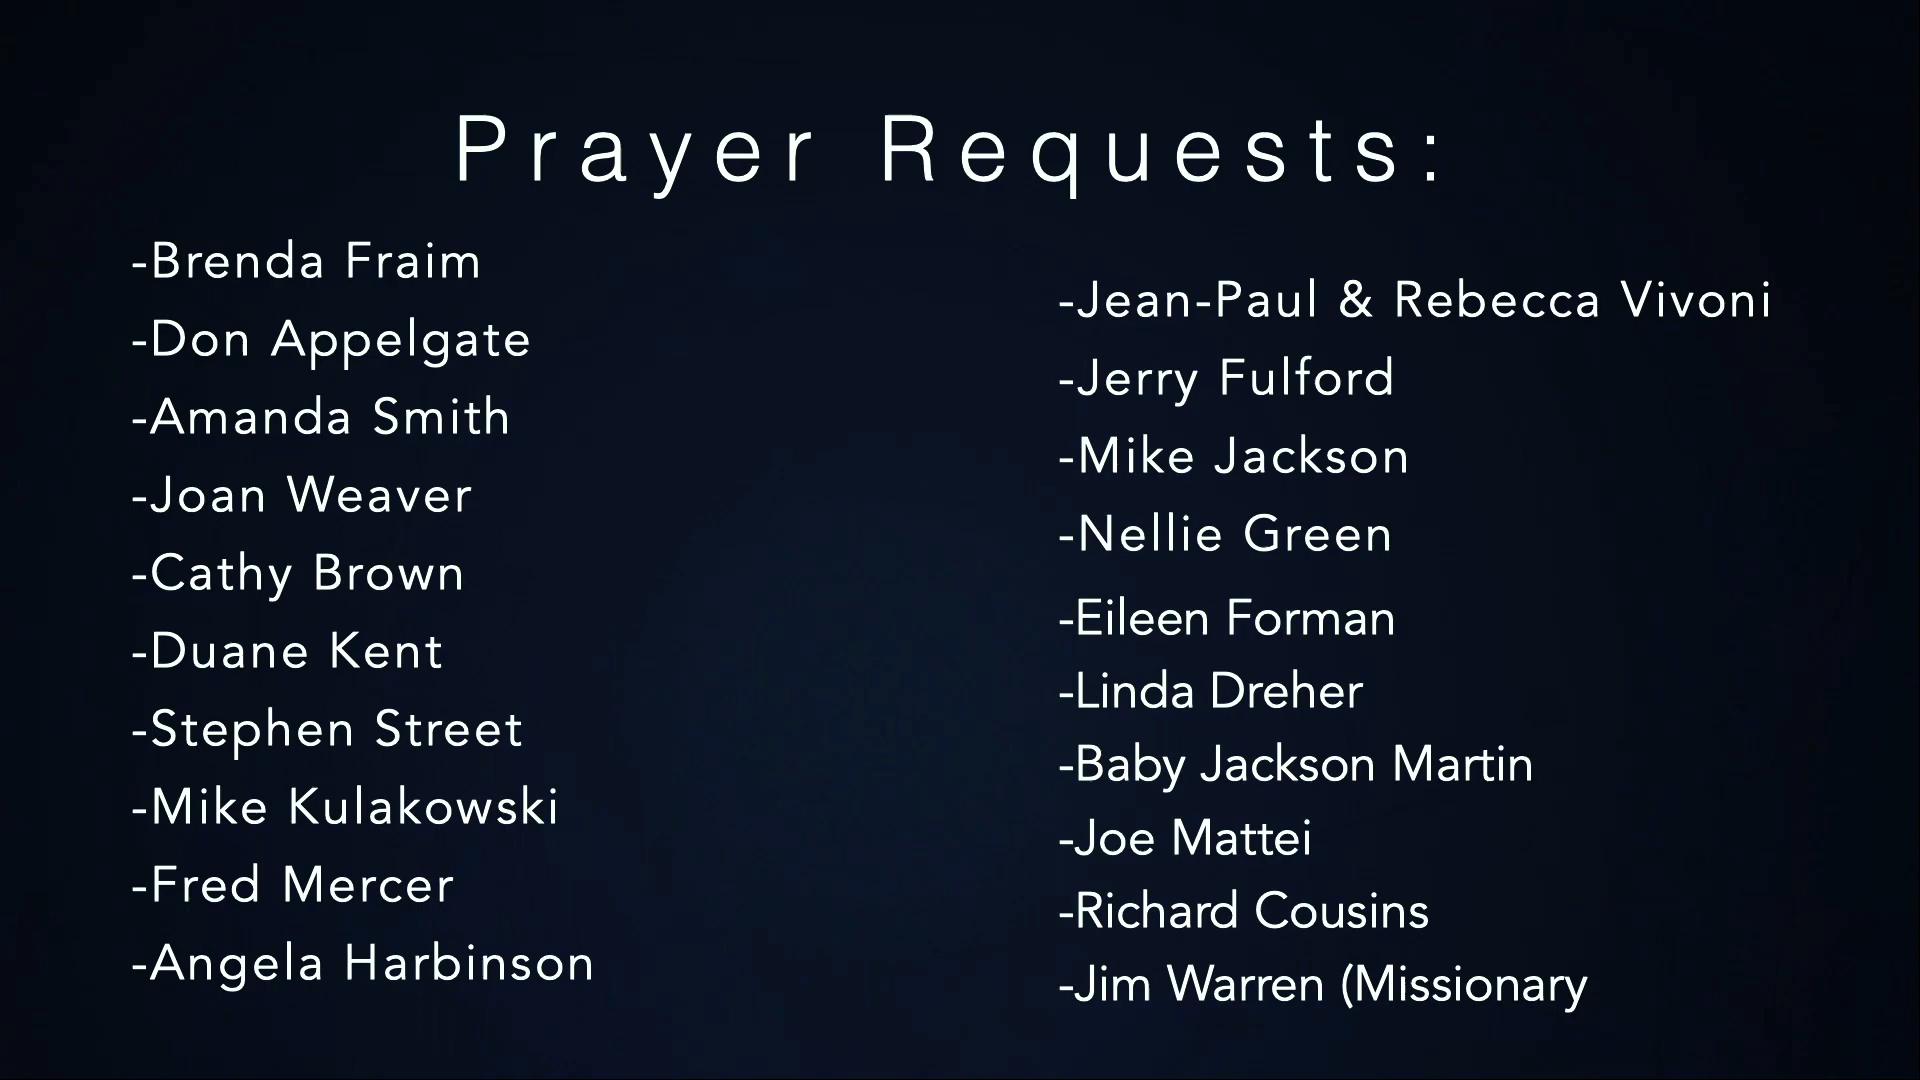 Prayer Requests:
-Brenda Fraim
-Don Appelgate
-Amanda Smith
-Joan Weaver
-Cathy Brown
-Duane Kent
-Stephen Street
-Mike Kulakowski
-Fred Mercer
-Angela Harbinson
-Jean-Paul & Rebecca Vivoni
-Jerry Fulford
-Mike Jackson
-Nellie Green
-Eileen Forman
-Linda Dreher
-Baby Jackson Martin
-Joe Mattei
-Richard Cousins
-Jim Warren (Missionary